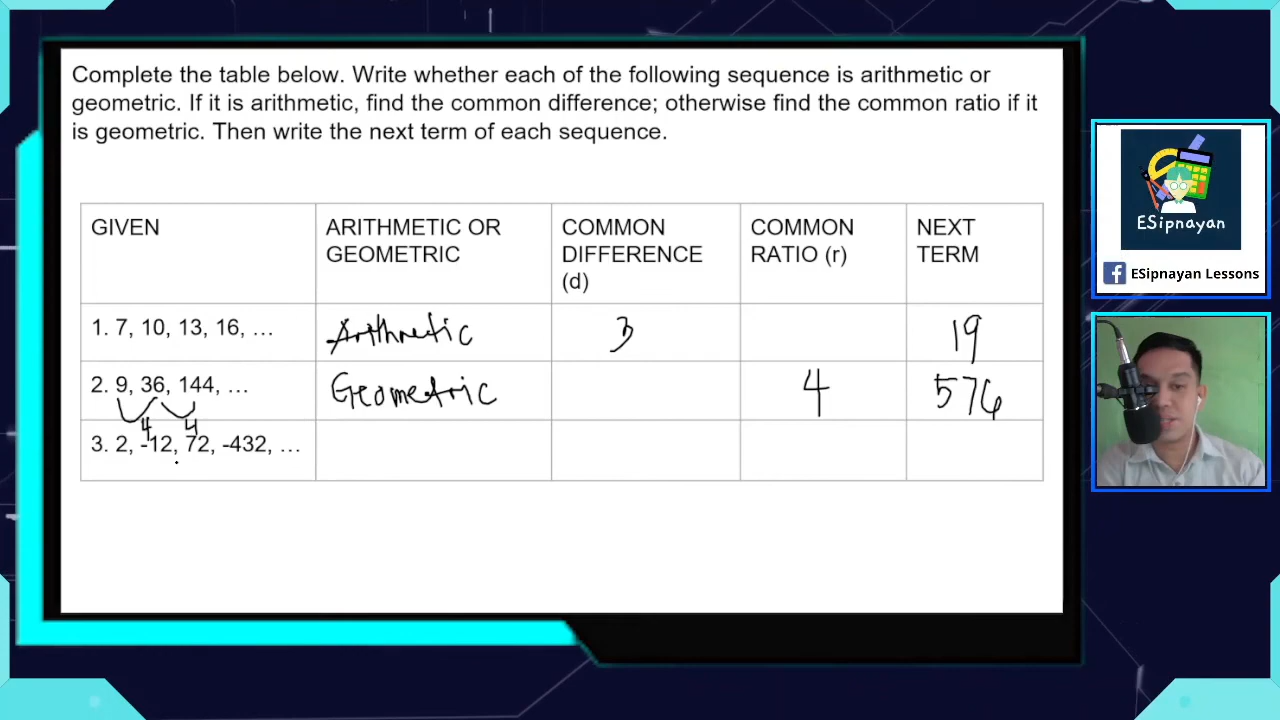 Complete the table below. Write whether each of the following sequence is arithmetic or
geometric. If it is arithmetic, find the common difference; otherwise find the common ratio if it
is geometric. Then write the next term of each sequence.
GIVEN
ARITHMETIC OR
GEOMETRIC
COMMON
DIFFERENCE
(d)
COMMON
RATIO (r)
NEXT
TERM
1. 7, 10, 13, 16, …
Arithmetic
3
19
2. 9, 36, 144, …
4 4
Geometric
4
576
3. 2, -12, 72, -432, …
ESipnayan
ESipnayan Lessons